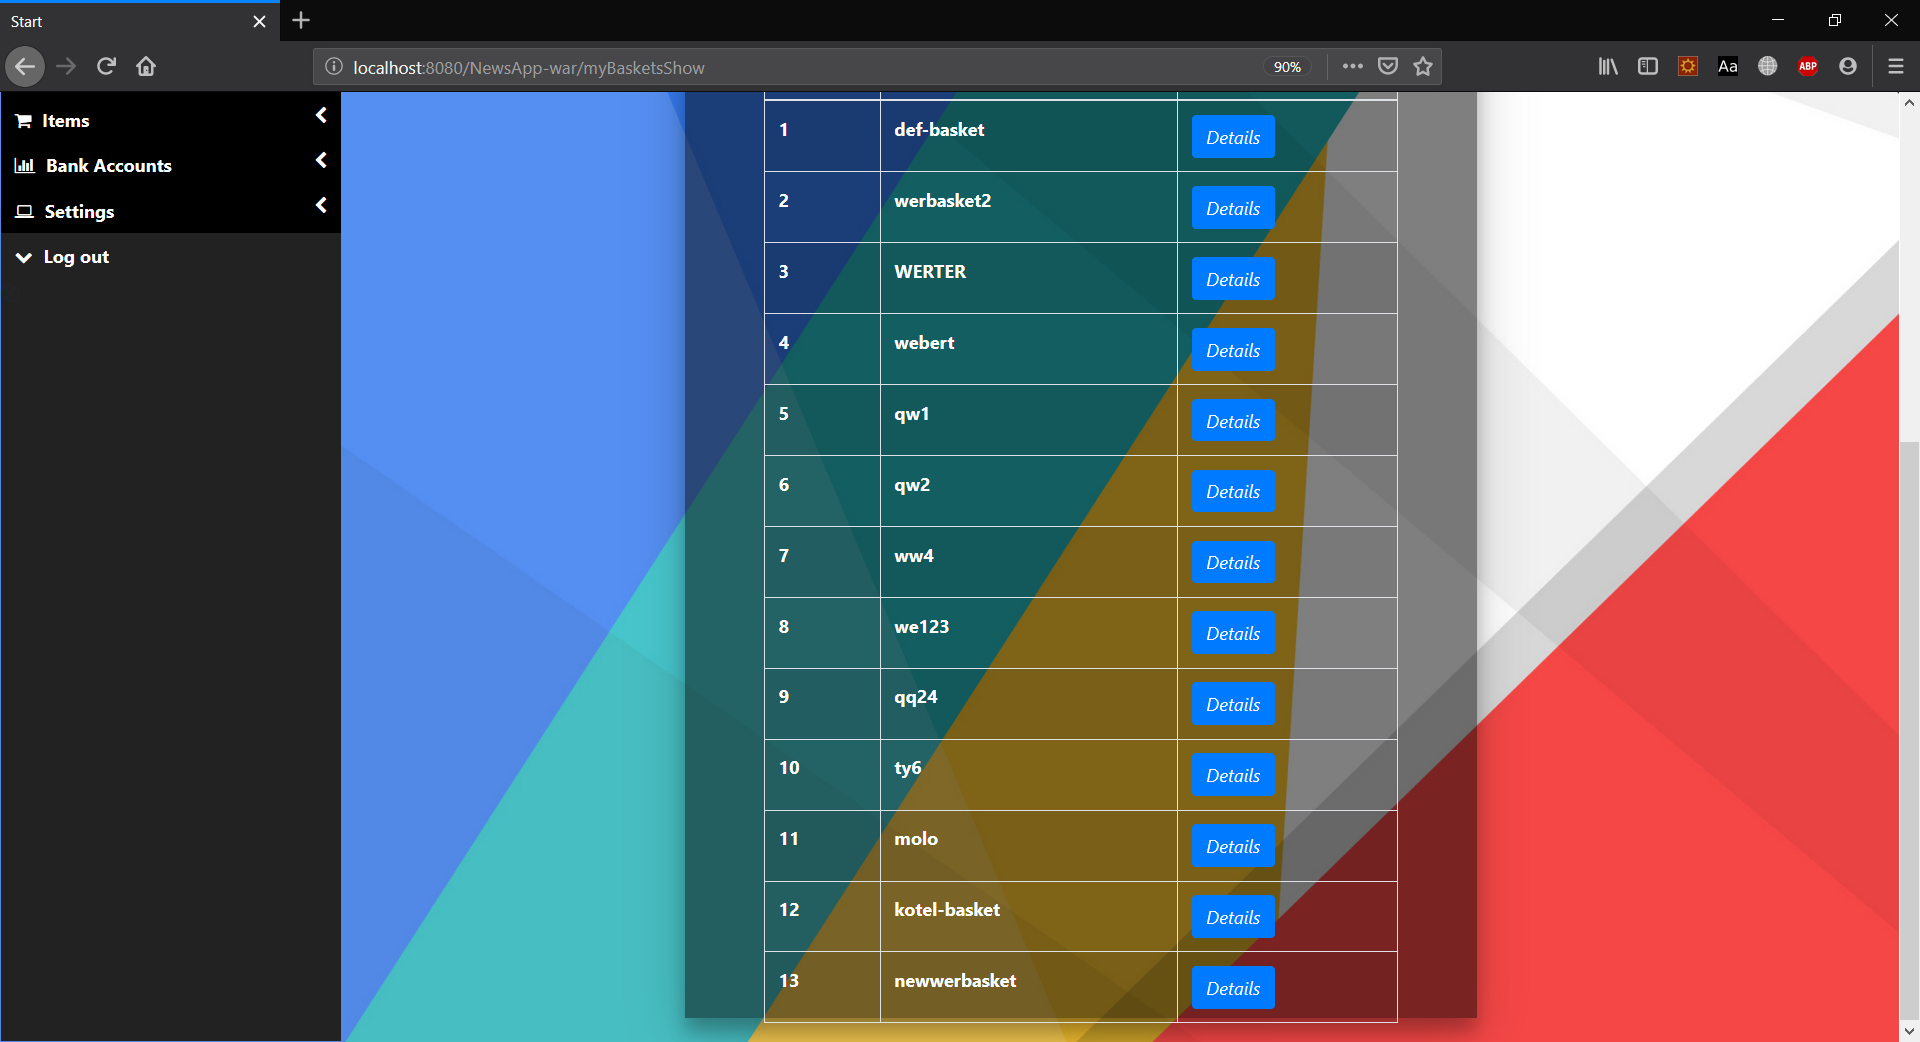 Start
localhost:8080/NewsApp-war/myBasketsShow
90%
Aa
ABP
Items
Bank Accounts
Settings
Log out
1 def-basket Details
2 werbasket2 Details
3 WERTER Details
4 webert Details
5 qw1 Details
6 qw2 Details
7 ww4 Details
8 we123 Details
9 qq24 Details
10 ty6 Details
11 molo Details
12 kotel-basket Details
13 newwerbasket Details